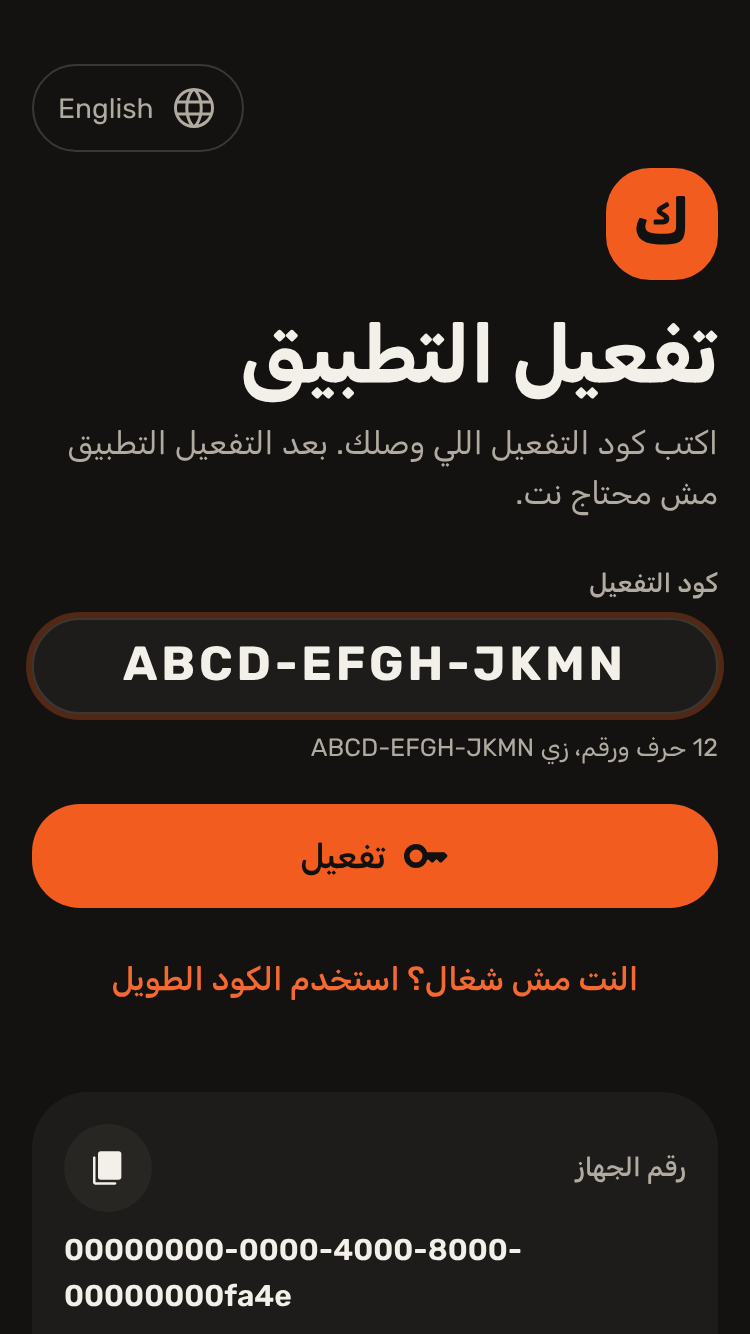 English
ك
تفعيل التطبيق
اكتب كود التفعيل اللي وصلك. بعد التفعيل التطبيق
مش محتاج نت.
كود التفعيل
ABCD-EFGH-JKMN
12 حرف ورقم، زي ABCD-EFGH-JKMN
تفعيل
النت مش شغال؟ استخدم الكود الطويل
رقم الجهاز
00000000-0000-4000-8000-
00000000fa4e